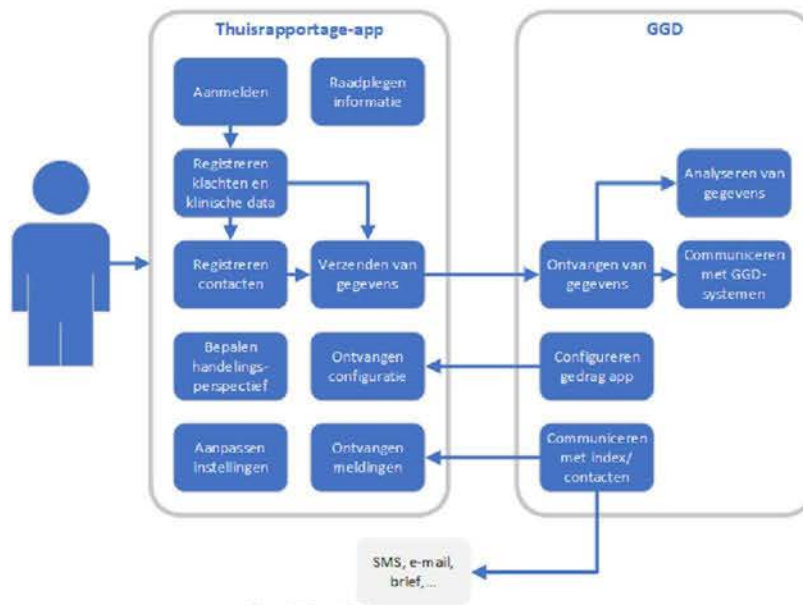 Thuisrapportage-app
GGD
Aanmelden
Raadplegen
informatie
Registreren
klachten en
klinische data
Analyseren van
gegevens
Registreren
contacten
Verzenden van
gegevens
Ontvangen van
gegevens
Communiceren
met GGD-
systemen
Bepalen
handelings-
perspectief
Ontvangen
configuratie
Configureren
gedrag app
Aanpassen
instellingen
Ontvangen
meldingen
Communiceren
met index/
contacten
SMS, e-mail,
brief, ...